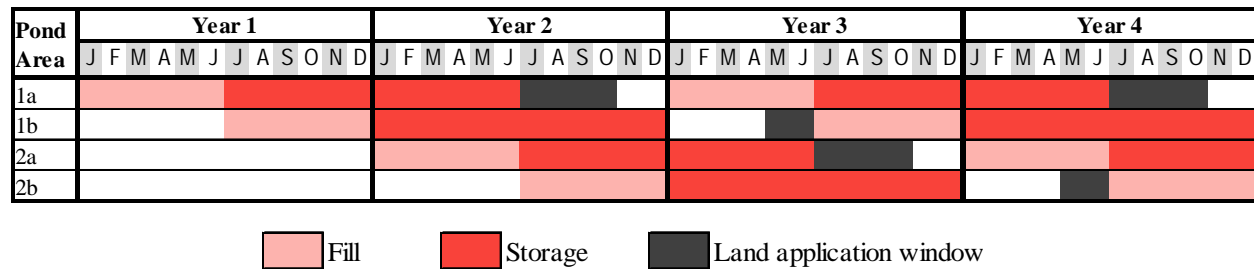 Pond Area Year 1 Year 2 Year 3 Year 4
J F M A M J J A S O N D J F M A M J J A S O N D J F M A M J J A S O N D J F M A M J J A S O N D
1a
1b
2a
2b
Fill Storage Land application window